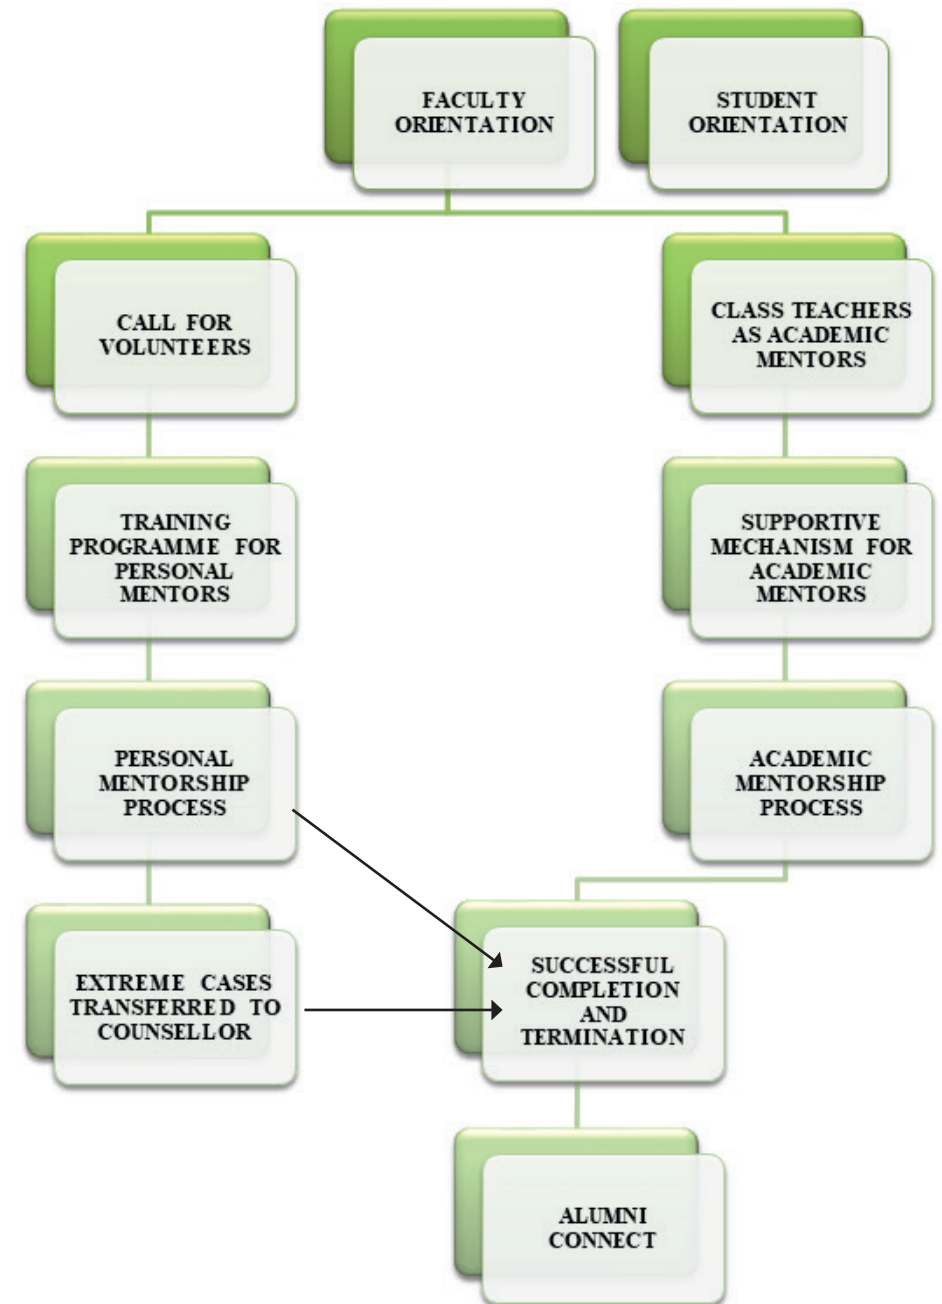 FACULTY
ORIENTATION
STUDENT
ORIENTATION
CALL FOR
VOLUNTEERS
CLASS TEACHERS
AS ACADEMIC
MENTORS
TRAINING
PROGRAMME FOR
PERSONAL
MENTORS
SUPPORTIVE
MECHANISM FOR
ACADEMIC
MENTORS
PERSONAL
MENTORSHIP
PROCESS
ACADEMIC
MENTORSHIP
PROCESS
EXTREME CASES
TRANSFERRED TO
COUNSELLOR
SUCCESSFUL
COMPLETION
AND
TERMINATION
ALUMNI
CONNECT